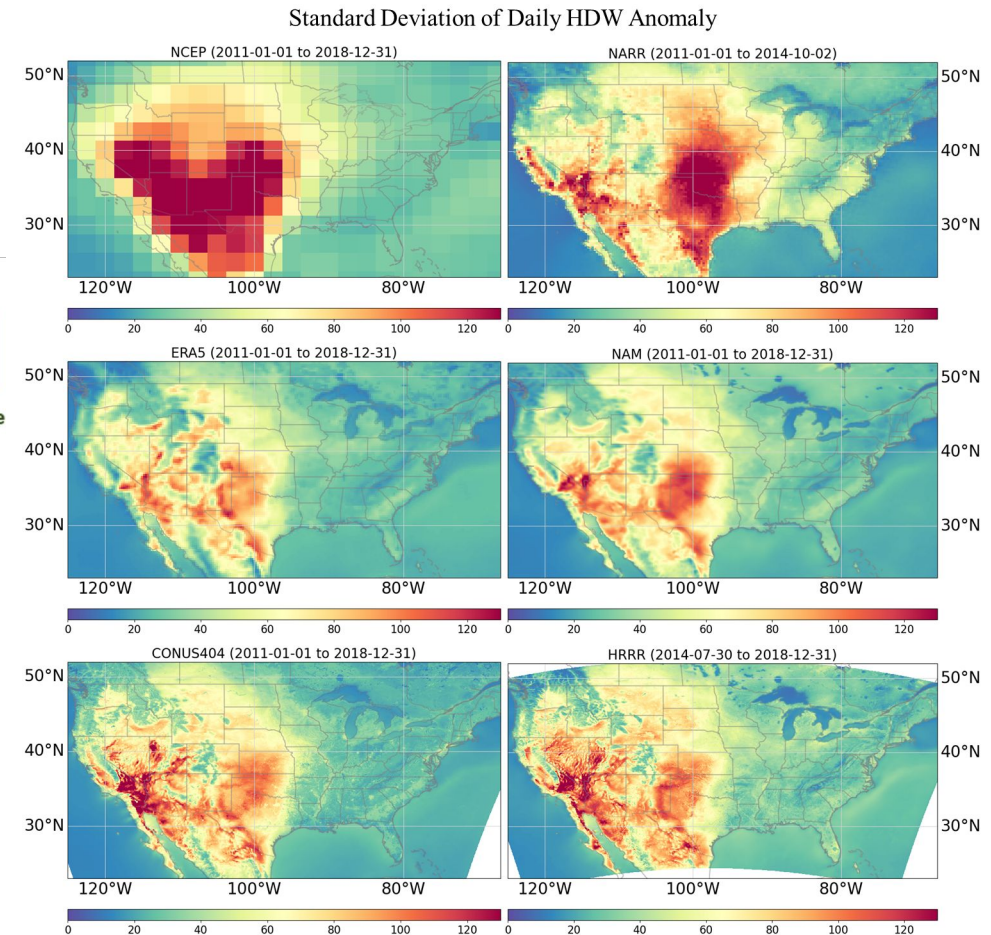 Standard Deviation of Daily HDW Anomaly
NCEP (2011-01-01 to 2018-12-31)
NARR (2011-01-01 to 2014-10-02)
50°N
50°N
40°N
40°N
30°N
30°N
120°W 100°W 80°W
120°W 100°W 80°W
0 20 40 60 80 100 120
0 20 40 60 80 100 120
ERA5 (2011-01-01 to 2018-12-31)
NAM (2011-01-01 to 2018-12-31)
50°N
50°N
e
40°N
40°N
30°N
30°N
120°W 100°W 80°W
120°W 100°W 80°W
0 20 40 60 80 100 120
0 20 40 60 80 100 120
CONUS404 (2011-01-01 to 2018-12-31)
HRRR (2014-07-30 to 2018-12-31)
50°N
50°N
40°N
40°N
30°N
30°N
120°W 100°W 80°W
120°W 100°W 80°W
0 20 40 60 80 100 120
0 20 40 60 80 100 120